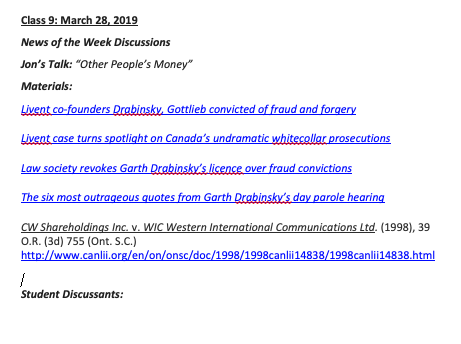 Class 9: March 28, 2019
News of the Week Discussions
Jon's Talk: "Other People's Money"
Materials:
Livent co-founders Drabinsky, Gottlieb convicted of fraud and forgery
Livent case turns spotlight on Canada's undramatic whitecollar prosecutions
Law society revokes Garth Drabinsky's licence over fraud convictions
The six most outrageous quotes from Garth Drabinsky's day parole hearing
CW Shareholdings Inc. v. WIC Western International Communications Ltd. (1998), 39
O.R. (3d) 755 (Ont. S.C.)
http://www.canlii.org/en/on/onsc/doc/1998/1998canlii14838/1998canlii14838.html
Student Discussants: